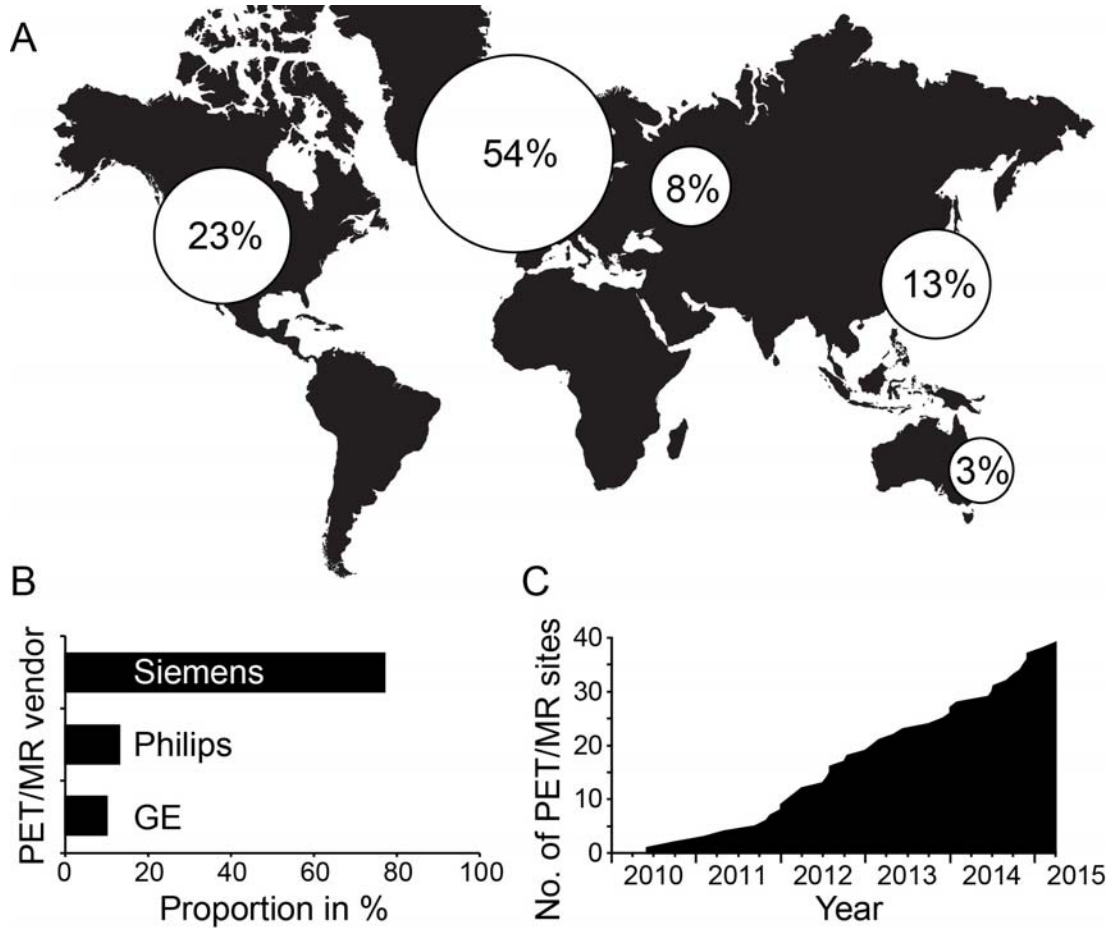 A
54%
8%
23%
13%
3%
B
PET/MR vendor
Siemens
Philips
GE
0 20 40 60 80 100
Proportion in %
C
No. of PET/MR sites
40
30
20
10
0
2010 2011 2012 2013 2014 2015
Year